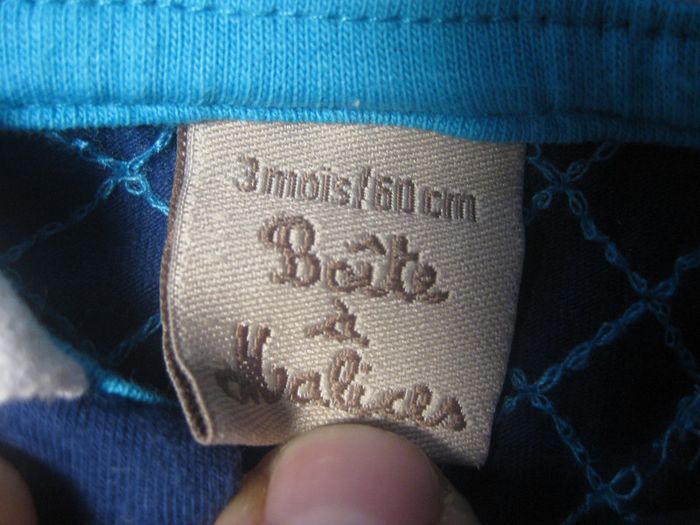 3 mois/60 cm
Boîte
à
Malices